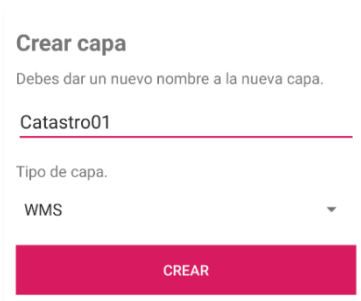 Crear capa
Debes dar un nuevo nombre a la nueva capa.
Catastro01
Tipo de capa.
WMS
CREAR